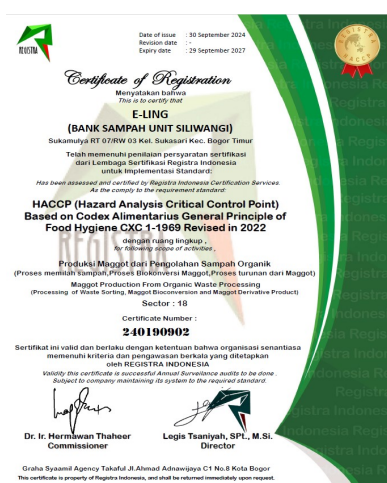 Date of issue : 30 September 2024
Revision date : -
Expiry date : 29 September 2027
REGISTRA
Certificate of Registration
Menyatakan bahwa
This is to certify that
E-LING
(BANK SAMPAH UNIT SILIWANGI)
Sukamulya RT 07/RW 03 Kel. Sukasari Kec. Bogor Timur
Telah memenuhi penilaian persyaratan sertifikasi
dari Lembaga Sertifikasi Registra Indonesia
untuk Implementasi Standard:
Has been assessed and certified by Registra Indonesia Certification Services.
As the comply to the requirement standard:
HACCP (Hazard Analysis Critical Control Point)
Based on Codex Alimentarius General Principle of
Food Hygiene CXC 1-1969 Revised in 2022
dengan ruang lingkup ,
for following scope of activities ,
Produksi Maggot dari Pengolahan Sampah Organik
(Proses memilah sampah,Proses Biokonversi Maggot,Proses turunan dari Maggot)
Maggot Production From Organic Waste Processing
(Processing of Waste Sorting, Maggot Bioconversion and Maggot Derivative Product)
Sector : 18
Certificate Number :
240190902
Sertifikat ini valid dan berlaku dengan ketentuan bahwa organisasi senantiasa
memenuhi kriteria dan pengawasan berkala yang ditetapkan
oleh REGISTRA INDONESIA
Validity this certificate is successful Annual Surveilance audits to be done .
Subject to company maintaining its system to the required standard.
Dr. Ir. Hermawan Thaheer
Commissioner
Legis Tsaniyah, SPt., M.Si.
Director
Graha Syaamil Agency Takaful Jl.Ahmad Adnawijaya C1 No.8 Kota Bogor
This certificate is property of Registra Indonesia, and shall be returned immediately upon request.